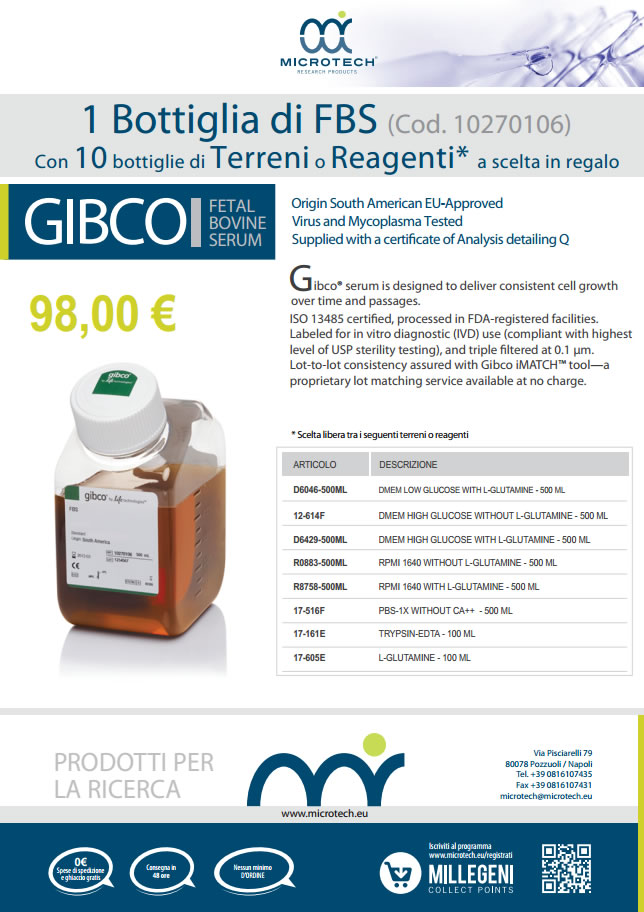 MICROTECH
RESEARCH PRODUCTS
1 Bottiglia di FBS (Cod. 10270106)
Con 10 bottiglie di Terreni o Reagenti* a scelta in regalo
GIBCO
FETAL
BOVINE
SERUM
Origin South American EU-Approved
Virus and Mycoplasma Tested
Supplied with a certificate of Analysis detailing Q
98,00 €
Gibco® serum is designed to deliver consistent cell growth
over time and passages.
ISO 13485 certified, processed in FDA-registered facilities.
Labeled for in vitro diagnostic (IVD) use (compliant with highest
level of USP sterility testing), and triple filtered at 0.1 µm.
Lot-to-lot consistency assured with Gibco iMATCH™ tool—a
proprietary lot matching service available at no charge.
gibco
gibco® by life technologies™
FBS
Origin: South America
10270106 500 mL
* Scelta libera tra i seguenti terreni o reagenti
ARTICOLO DESCRIZIONE
D6046-500ML DMEM LOW GLUCOSE WITH L-GLUTAMINE - 500 ML
12-614F DMEM HIGH GLUCOSE WITHOUT L-GLUTAMINE - 500 ML
D6429-500ML DMEM HIGH GLUCOSE WITH L-GLUTAMINE - 500 ML
R0883-500ML RPMI 1640 WITHOUT L-GLUTAMINE - 500 ML
R8758-500ML RPMI 1640 WITH L-GLUTAMINE - 500 ML
17-516F PBS-1X WITHOUT CA++ - 500 ML
17-161E TRYPSIN-EDTA - 100 ML
17-605E L-GLUTAMINE - 100 ML
PRODOTTI PER
LA RICERCA
www.microtech.eu
Via Pisciarelli 79
80078 Pozzuoli / Napoli
Tel. +39 0816107435
Fax +39 0816107431
microtech@microtech.eu
0€
Spese di spedizione
e ghiaccio gratis
Consegna in
48 ore
Nessun minimo
D'ORDINE
Iscriviti al programma
www.microtech.eu/registrati
MILLEGENI
COLLECT POINTS